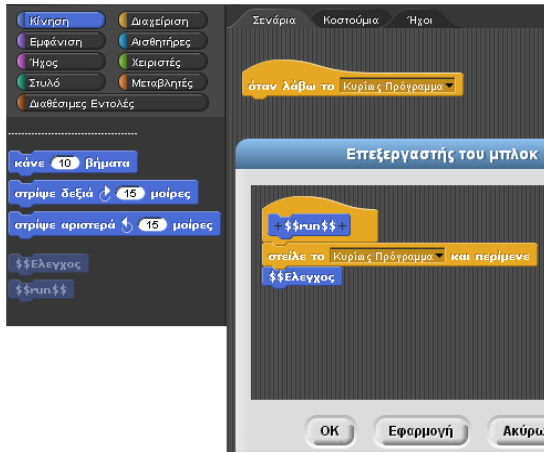 Κίνηση Διαχείριση
Εμφάνιση Αισθητήρες
Ήχος Χειριστές
Στυλό Μεταβλητές
Διαθέσιμες Εντολές
κάνε 10 βήματα
στρίψε δεξιά 15 μοίρες
στρίψε αριστερά 15 μοίρες
$$Ελεγχος
$$run$$
Σενάρια Κοστούμια Ήχοι
όταν λάβω το Κυρίως Πρόγραμμα
Επεξεργαστής του μπλοκ
+ $$run$$ +
στείλε το Κυρίως Πρόγραμμα και περίμενε
$$Ελεγχος
OK Εφαρμογή Ακύρω